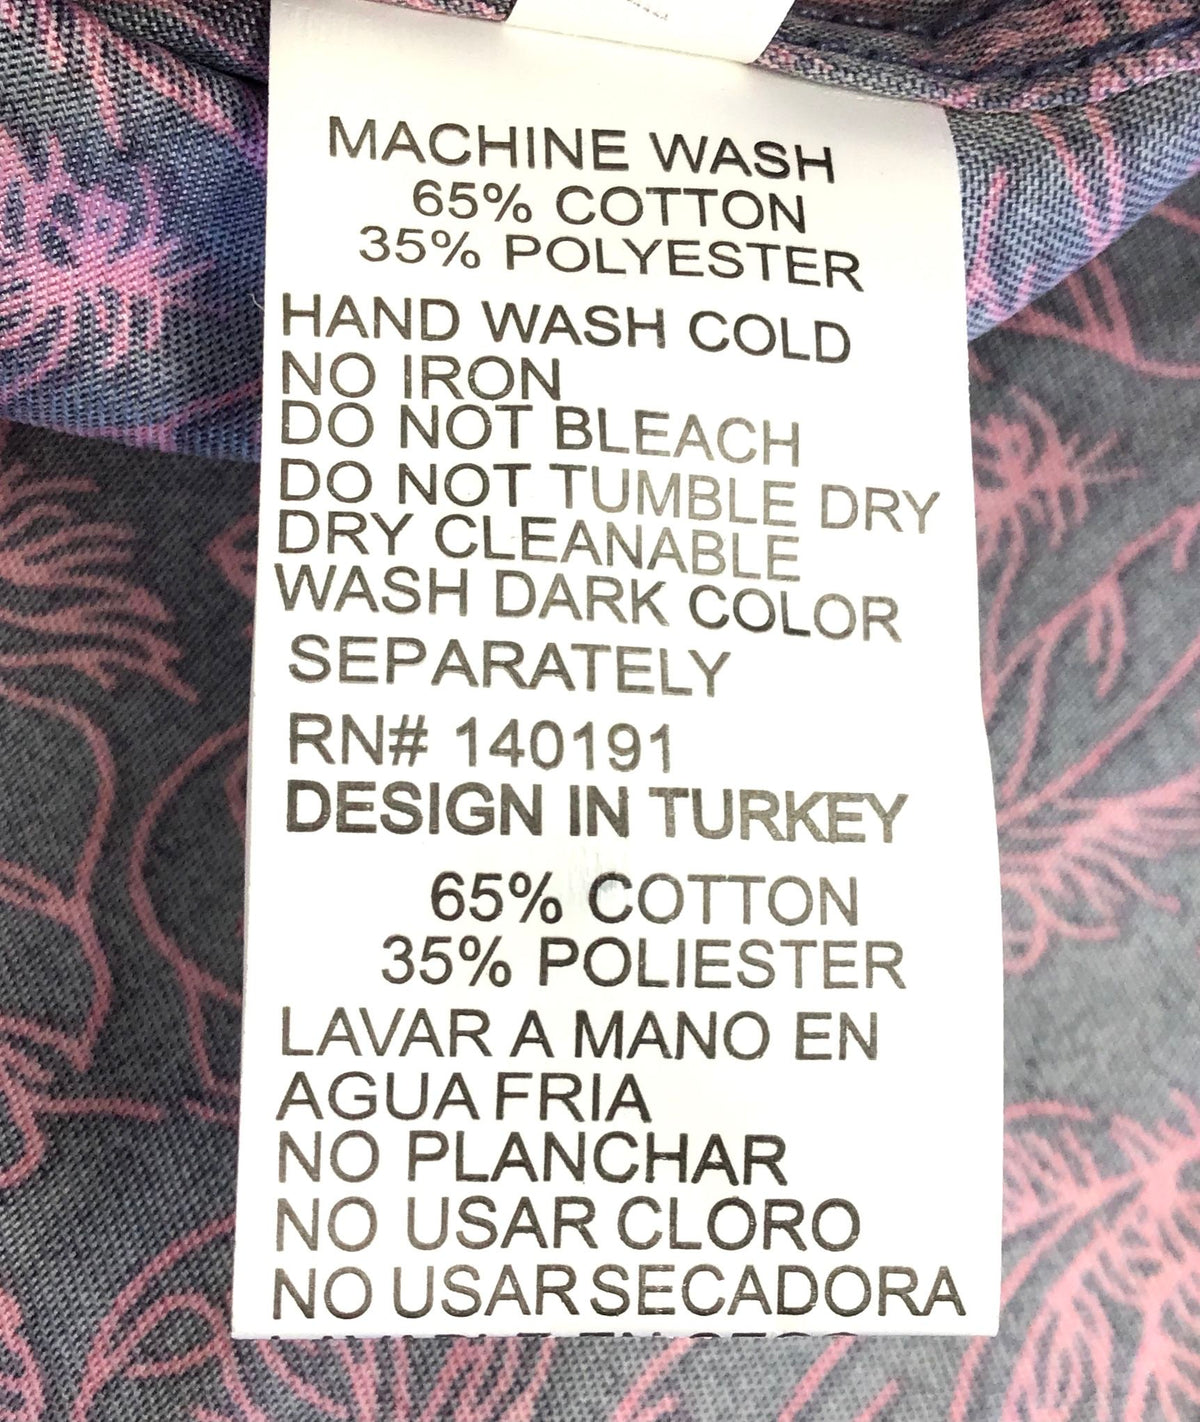 MACHINE WASH
65% COTTON
35% POLYESTER
HAND WASH COLD
NO IRON
DO NOT BLEACH
DO NOT TUMBLE DRY
DRY CLEANABLE
WASH DARK COLOR
SEPARATELY
RN# 140191
DESIGN IN TURKEY
65% COTTON
35% POLIESTER
LAVAR A MANO EN
AGUA FRIA
NO PLANCHAR
NO USAR CLORO
NO USAR SECADORA